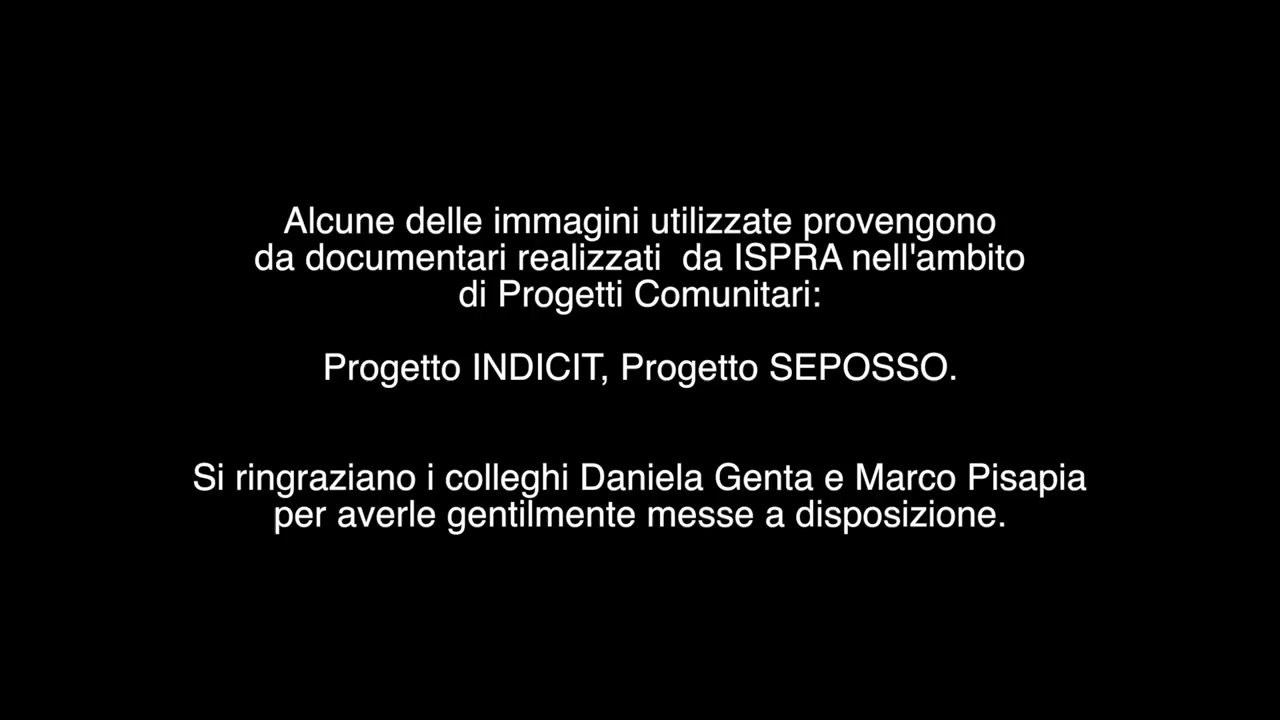 Alcune delle immagini utilizzate provengono
da documentari realizzati  da ISPRA nell'ambito
di Progetti Comunitari:
Progetto INDICIT, Progetto SEPOSSO.
Si ringraziano i colleghi Daniela Genta e Marco Pisapia
per averle gentilmente messe a disposizione.